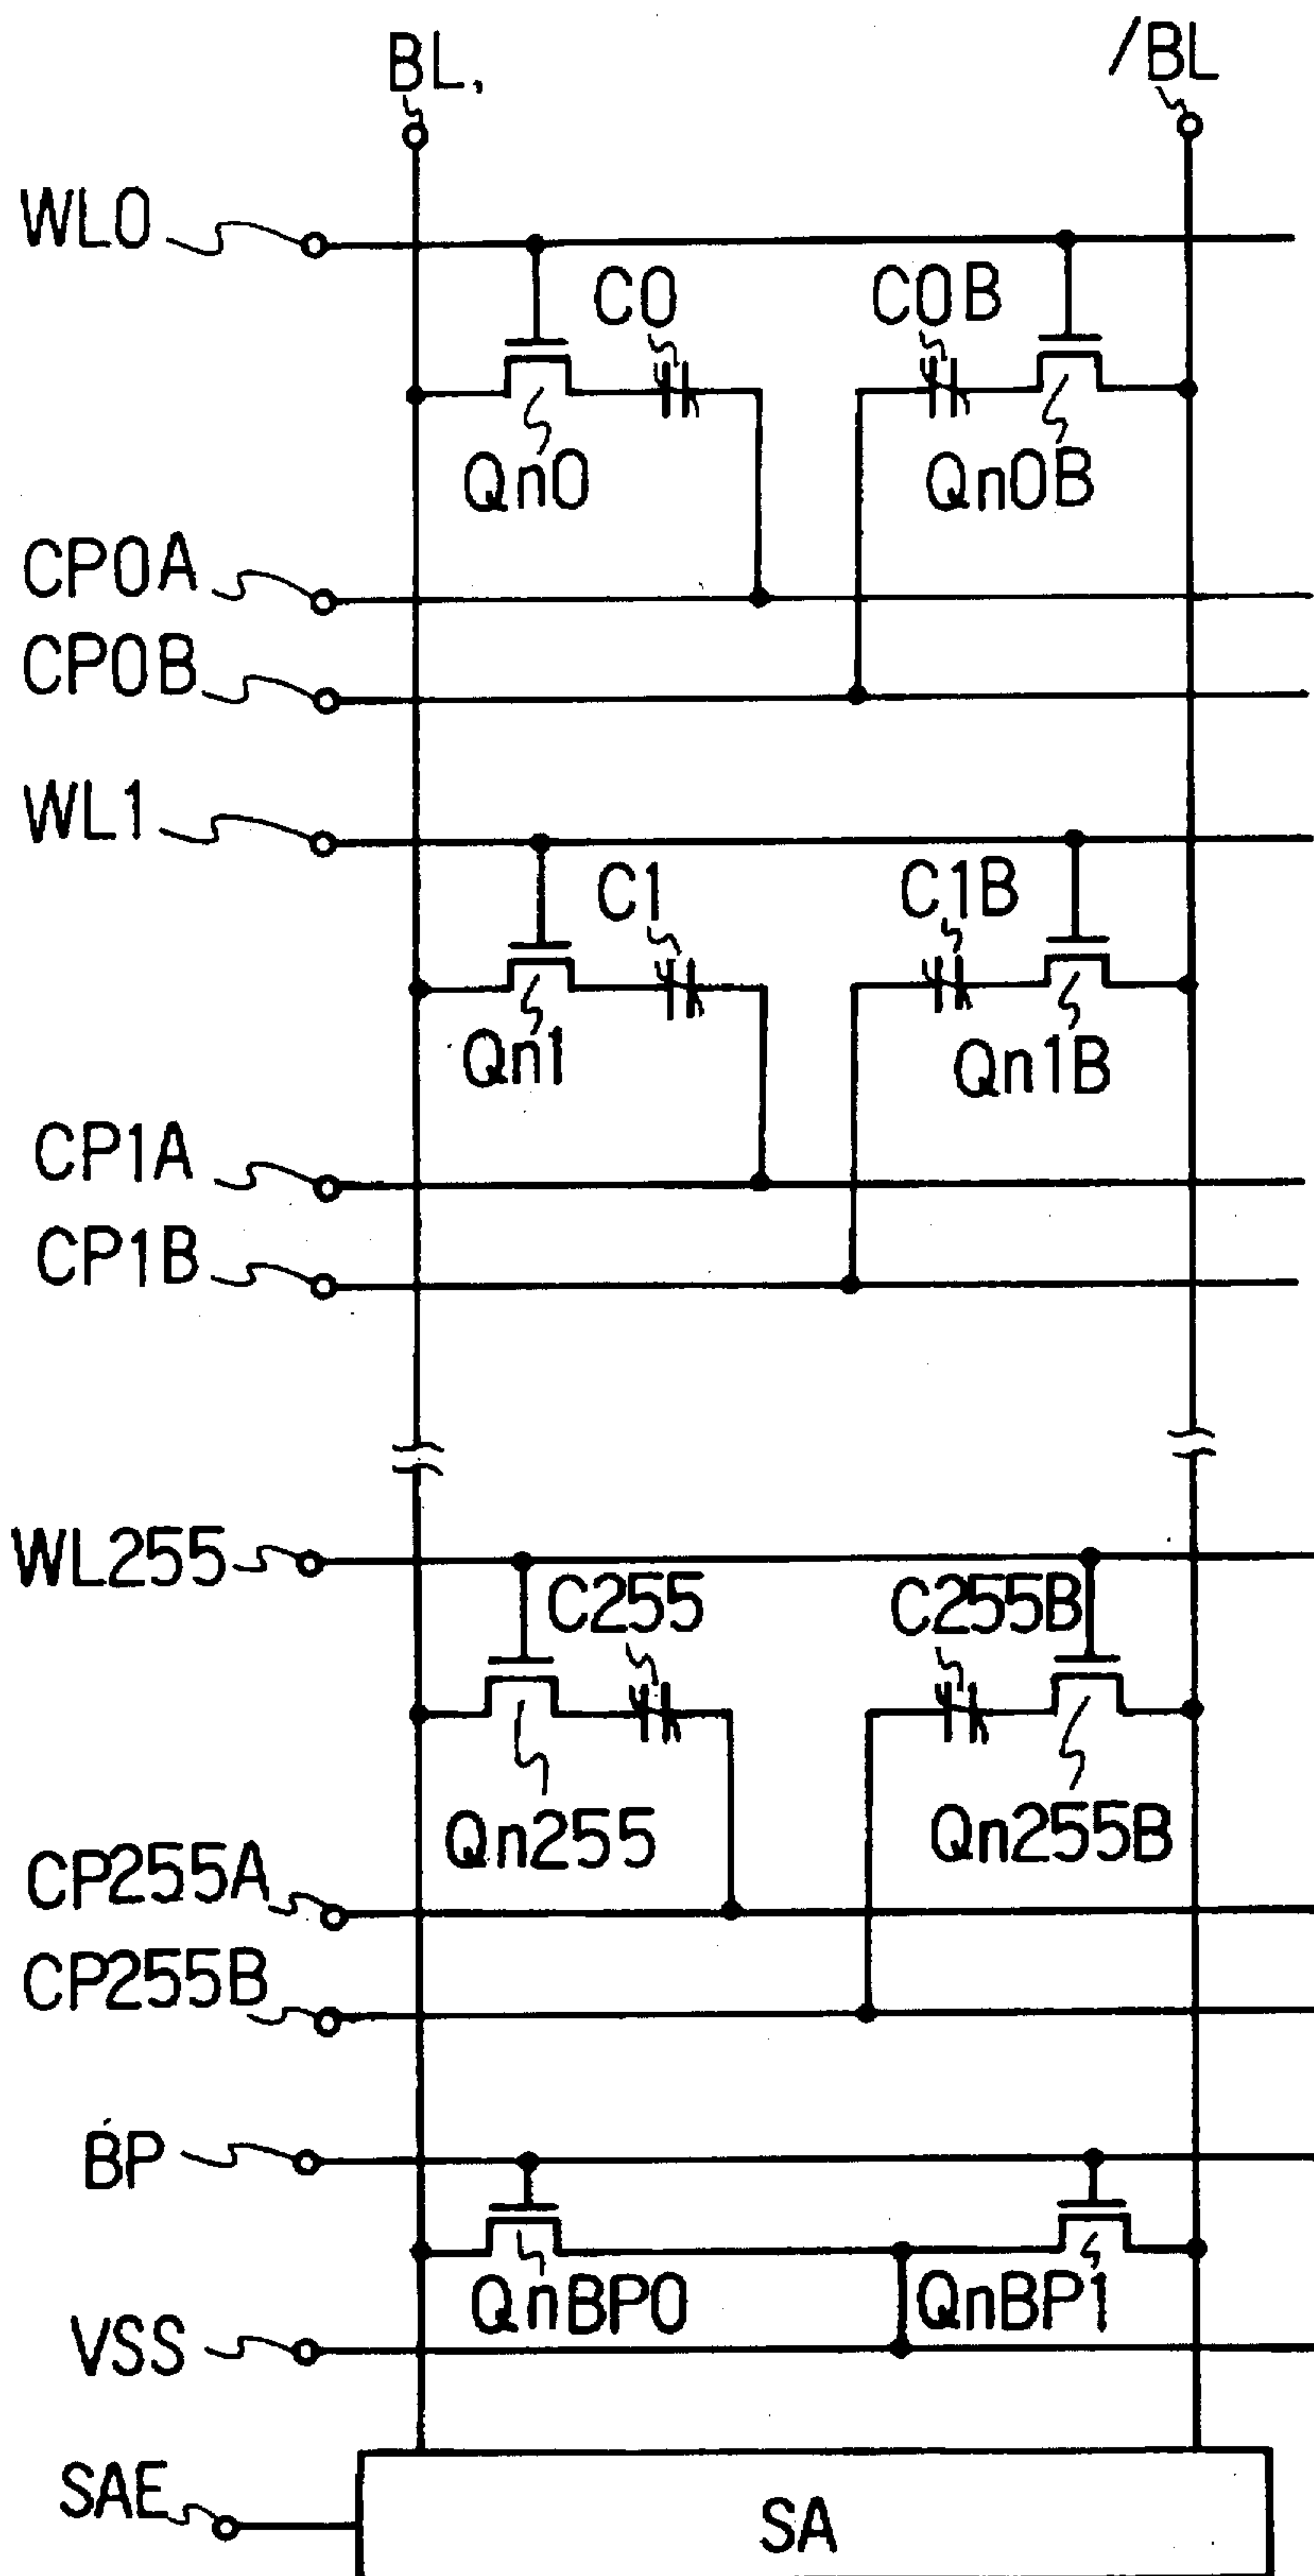 BL,
/BL
WL0
C0
C0B
Qn0
Qn0B
CP0A
CP0B
WL1
C1
C1B
Qn1
Qn1B
CP1A
CP1B
WL255
C255
C255B
Qn255
Qn255B
CP255A
CP255B
BP
QnBP0
QnBP1
VSS
SAE
SA